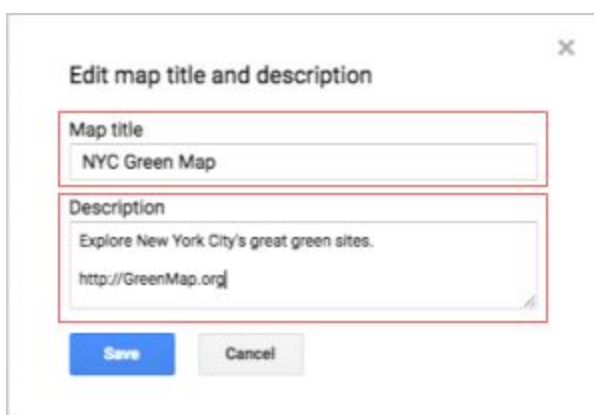 Edit map title and description
Map title
NYC Green Map
Description
Explore New York City's great green sites.
http://GreenMap.org
Save Cancel